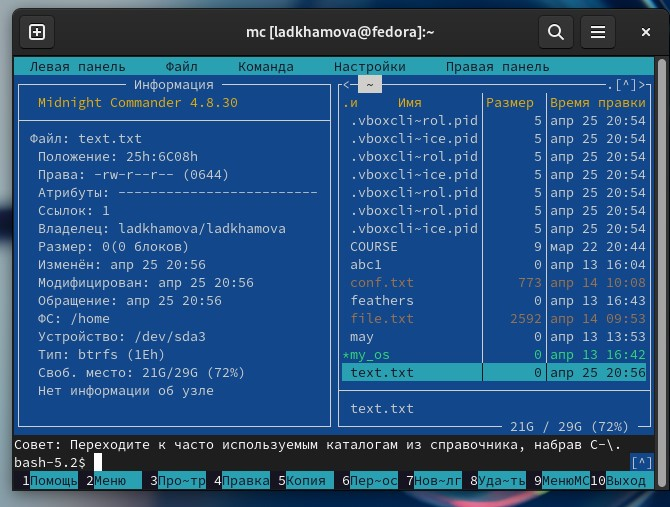 mc [ladkhamova@fedora]:~
Левая панель Файл Команда Настройки Правая панель
Информация
Midnight Commander 4.8.30
Файл: text.txt
Положение: 25h:6C08h
Права: -rw-r--r-- (0644)
Атрибуты: -------------------------
Ссылок: 1
Владелец: ladkhamova/ladkhamova
Размер: 0(0 блоков)
Изменён: апр 25 20:56
Модифицирован: апр 25 20:56
Обращение: апр 25 20:56
ФС: /home
Устройство: /dev/sda3
Тип: btrfs (1Eh)
Своб. место: 21G/29G (72%)
Нет информации об узле
<- ~ .[^]>
.и Имя Размер Время правки
.vboxcli~rol.pid 5 апр 25 20:54
.vboxcli~ice.pid 5 апр 25 20:54
.vboxcli~rol.pid 5 апр 25 20:54
.vboxcli~ice.pid 5 апр 25 20:54
.vboxcli~rol.pid 5 апр 25 20:54
.vboxcli~rol.pid 5 апр 25 20:54
.vboxcli~ice.pid 5 апр 25 20:54
COURSE 9 мар 22 20:44
abc1 0 апр 13 16:04
conf.txt 773 апр 14 10:08
feathers 0 апр 13 16:43
file.txt 2592 апр 14 09:53
may 0 апр 13 13:53
*my_os 0 апр 13 16:42
text.txt 0 апр 25 20:56
text.txt
21G / 29G (72%)
Совет: Переходите к часто используемым каталогам из справочника, набрав C-\.
bash-5.2$ [^]
1Помощь 2Меню 3Про~тр 4Правка 5Копия 6Пер~ос 7Нов~лг 8Уда~ть 9МенюMC 10Выход